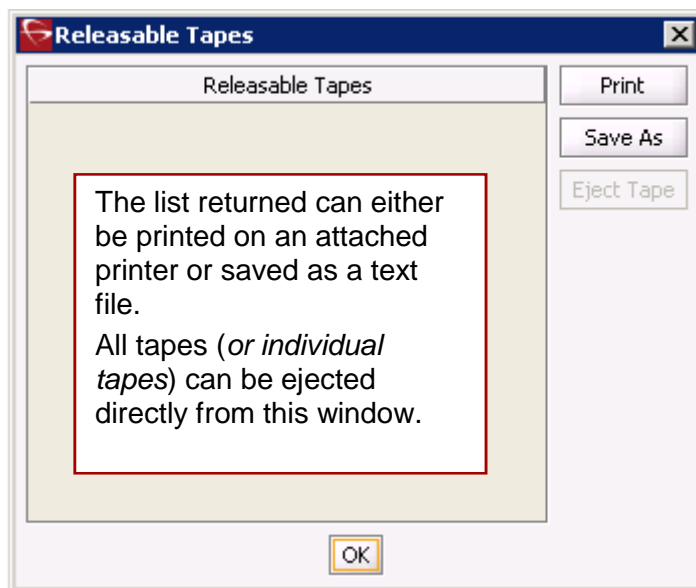 Releasable Tapes
Releasable Tapes
Print
Save As
Eject Tape
The list returned can either
be printed on an attached
printer or saved as a text
file.
All tapes (or individual
tapes) can be ejected
directly from this window.
OK